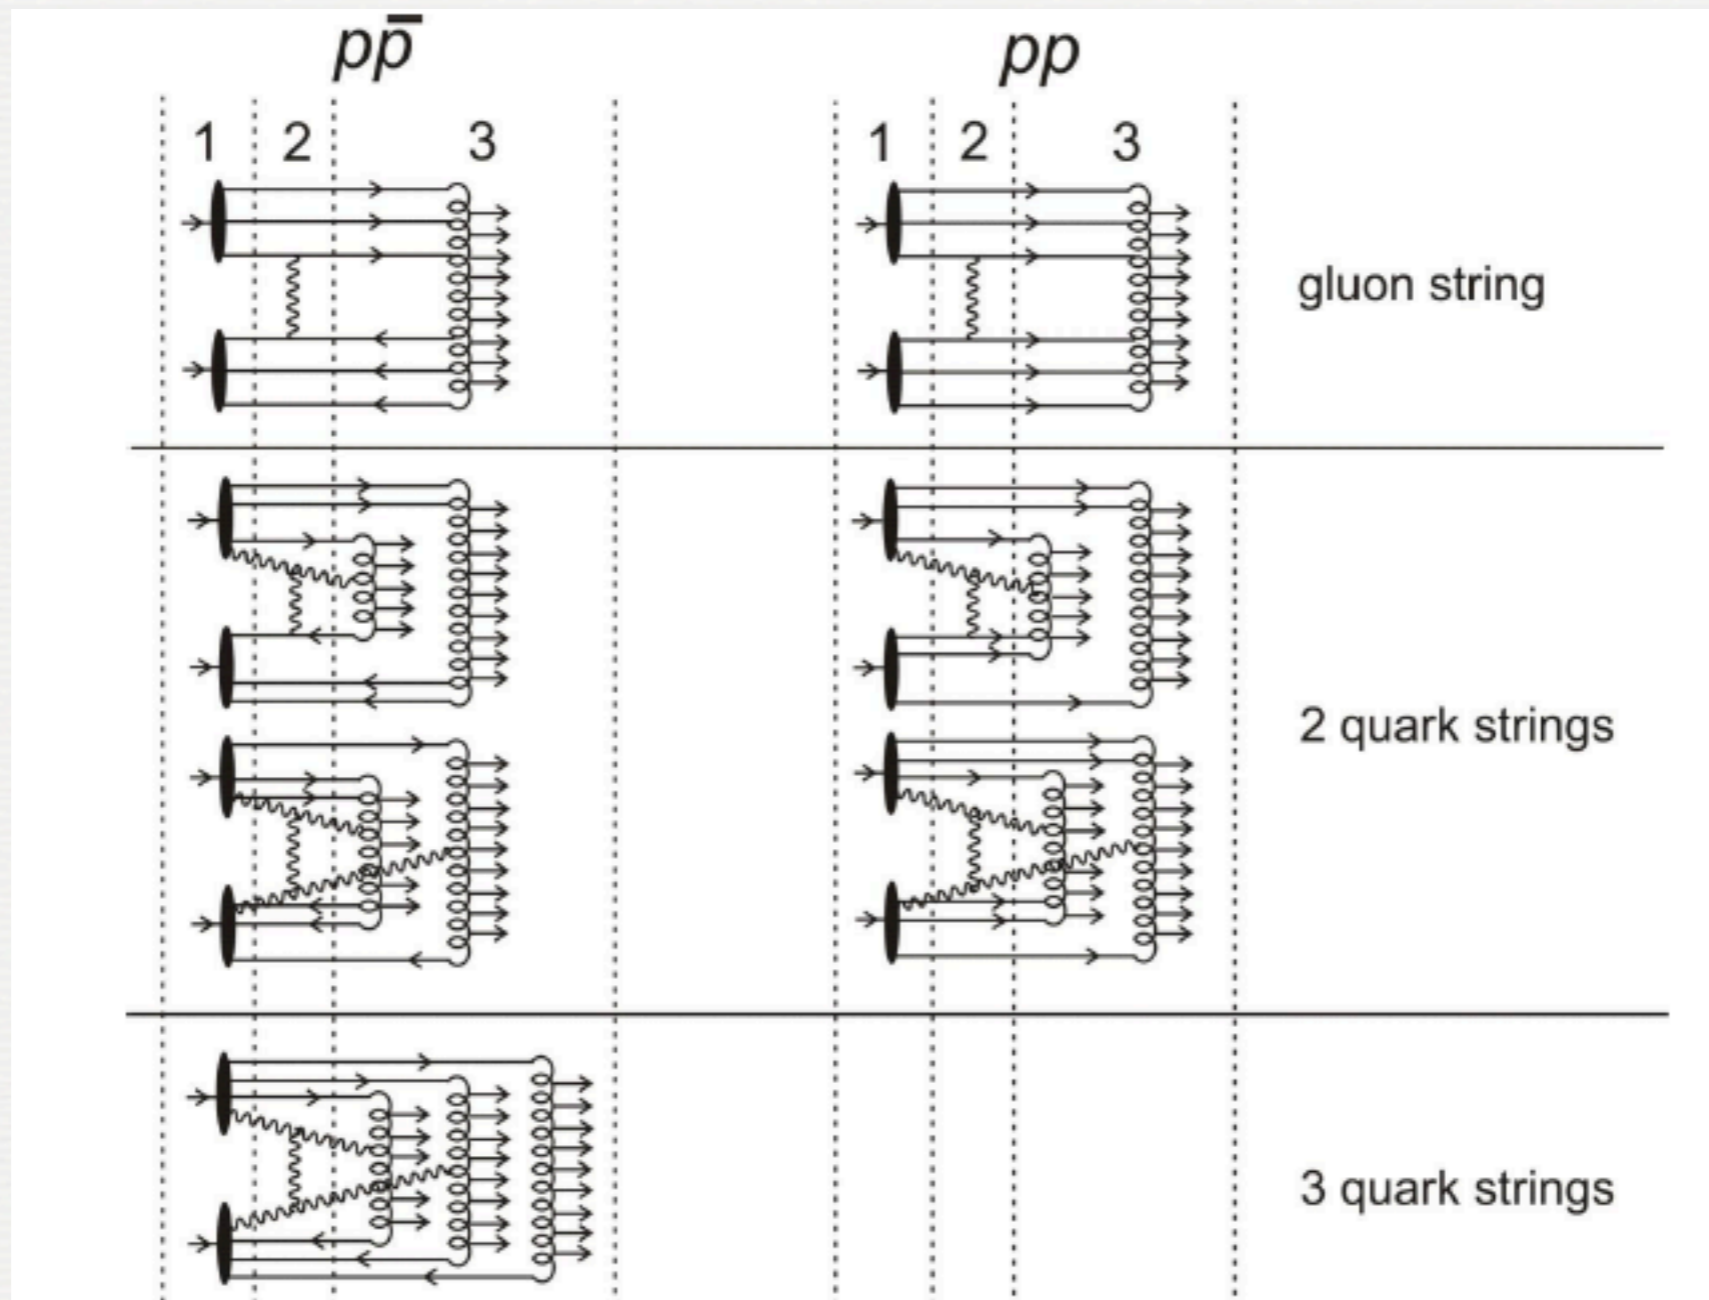 pp̄ pp
1 2 3 1 2 3
gluon string
2 quark strings
3 quark strings